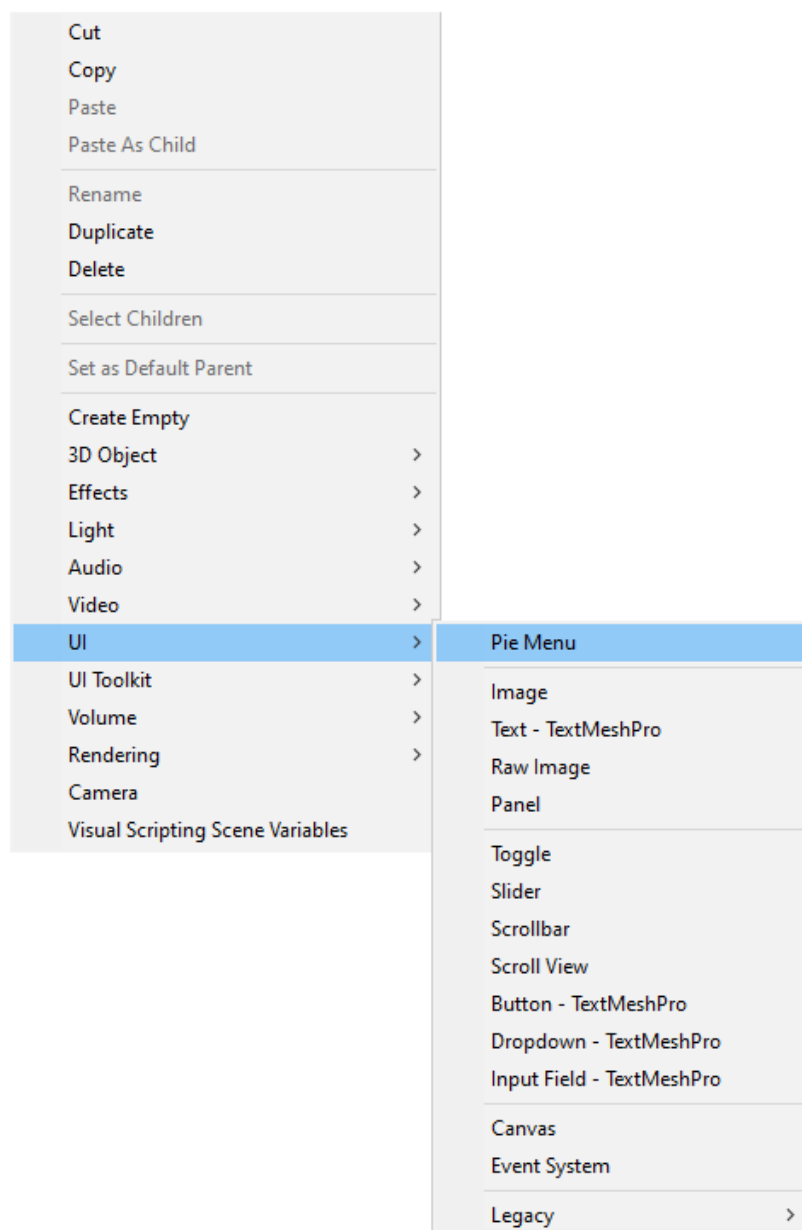 Cut
Copy
Paste
Paste As Child
Rename
Duplicate
Delete
Select Children
Set as Default Parent
Create Empty
3D Object
Effects
Light
Audio
Video
UI
UI Toolkit
Volume
Rendering
Camera
Visual Scripting Scene Variables
Pie Menu
Image
Text - TextMeshPro
Raw Image
Panel
Toggle
Slider
Scrollbar
Scroll View
Button - TextMeshPro
Dropdown - TextMeshPro
Input Field - TextMeshPro
Canvas
Event System
Legacy